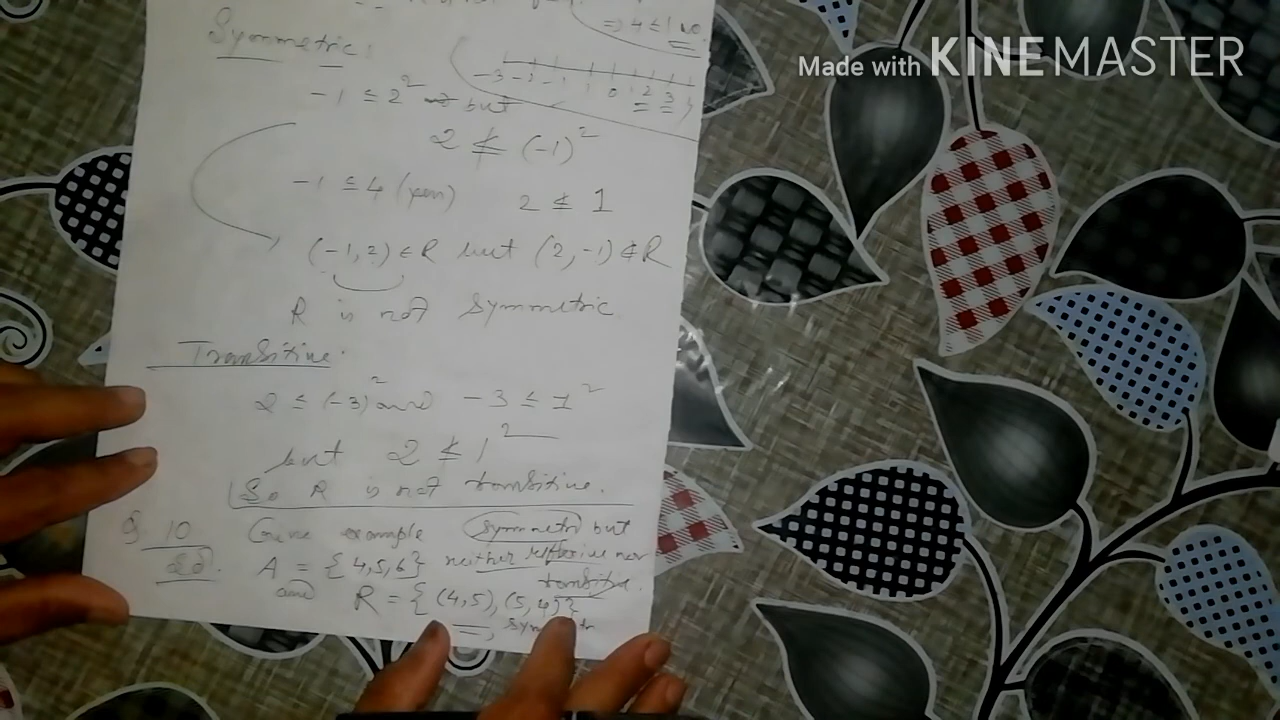 ⇒ 4 ≤ 1 no
Symmetric:
-3 -2 -1 0 1 2 3
-1 ≤ 2² but
2 ≰ (-1)²
-1 ≤ 4 (yes) 2 ≰ 1
(-1, 2) ∈ R but (2, -1) ∉ R
R is not Symmetric
Transitive:
2 ≤ (-3)² and -3 ≤ 1²
but 2 ≰ 1²
So R is not transitive.
Q 10 Give example symmetric but
A = {4,5,6} neither reflexive nor
transitive.
and R = {(4,5), (5,4)}
Made with KINEMASTER